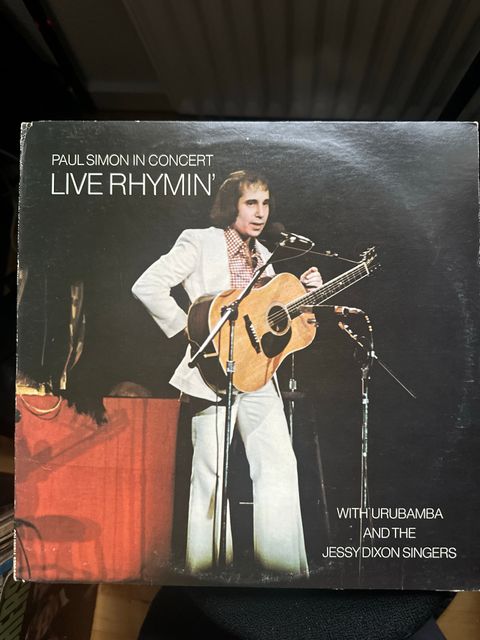 PAUL SIMON IN CONCERT
LIVE RHYMIN'
WITH URUBAMBA
AND THE
JESSY DIXON SINGERS